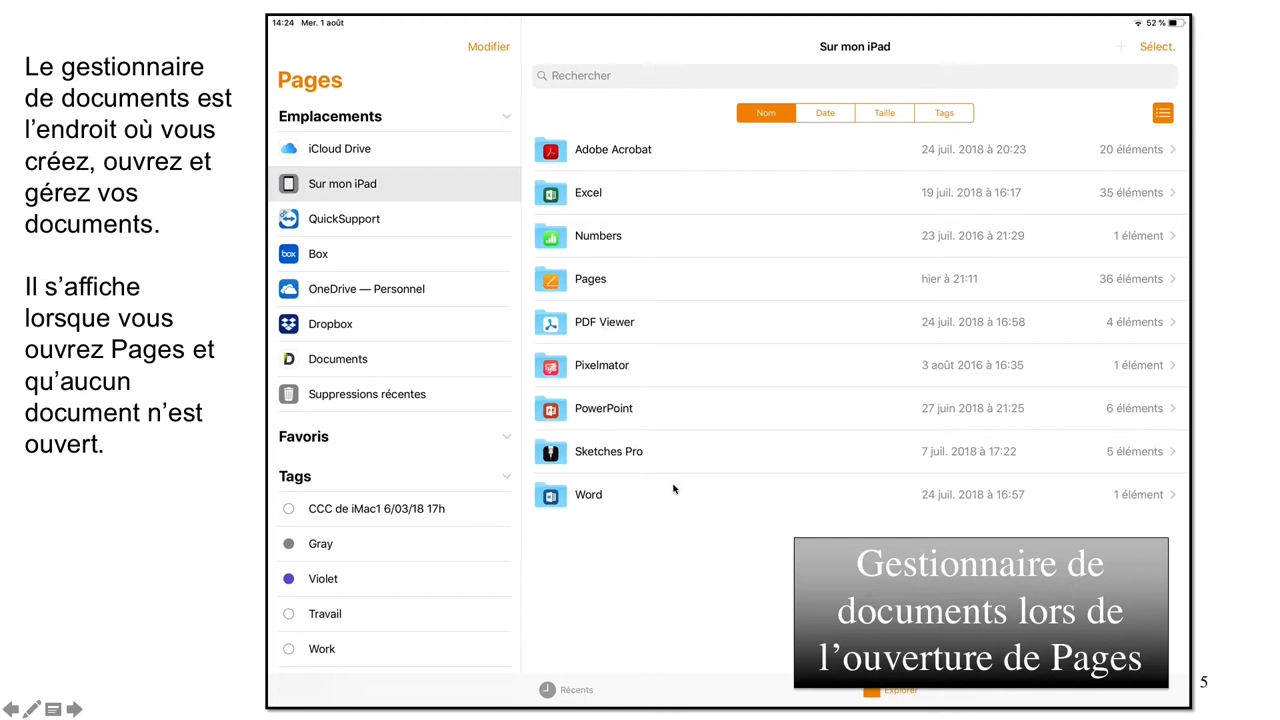 Le gestionnaire
de documents est
l’endroit où vous
créez, ouvrez et
gérez vos
documents.
Il s’affiche
lorsque vous
ouvrez Pages et
qu’aucun
document n’est
ouvert.
14:24 Mer. 1 août
52 %
Modifier
Pages
Emplacements
iCloud Drive
Sur mon iPad
QuickSupport
box Box
OneDrive — Personnel
Dropbox
Documents
Suppressions récentes
Favoris
Tags
CCC de iMac1 6/03/18 17h
Gray
Violet
Travail
Work
Sur mon iPad
Sélect.
Rechercher
Nom Date Taille Tags
Adobe Acrobat 24 juil. 2018 à 20:23 20 éléments
Excel 19 juil. 2018 à 16:17 35 éléments
Numbers 23 juil. 2016 à 21:29 1 élément
Pages hier à 21:11 36 éléments
PDF Viewer 24 juil. 2018 à 16:58 4 éléments
Pixelmator 3 août 2016 à 16:35 1 élément
PowerPoint 27 juin 2018 à 21:25 6 éléments
Sketches Pro 7 juil. 2018 à 17:22 5 éléments
Word 24 juil. 2018 à 16:57 1 élément
Gestionnaire de
documents lors de
l’ouverture de Pages
Récents
Explorer
5